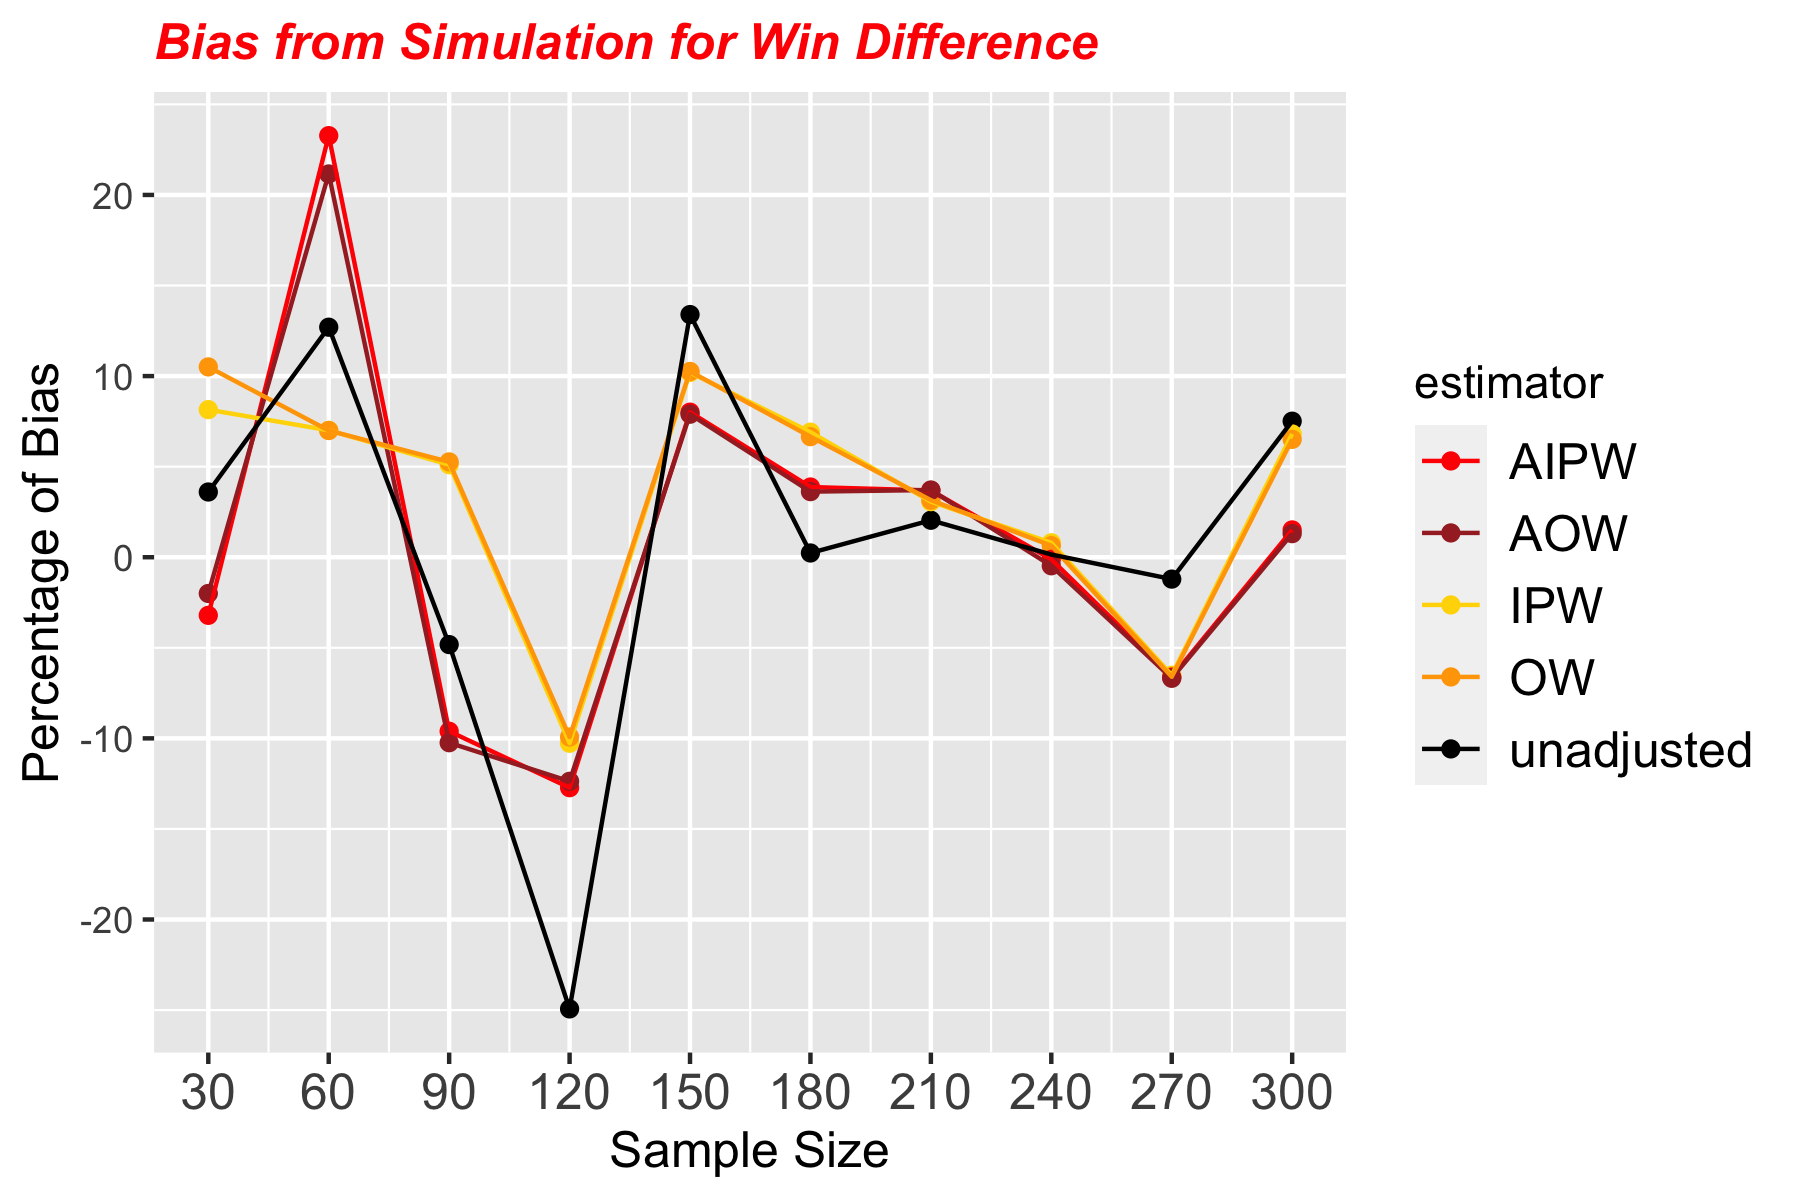 Bias from Simulation for Win Difference
Percentage of Bias
20
10
0
-10
-20
30 60 90 120 150 180 210 240 270 300
Sample Size
estimator
AIPW
AOW
IPW
OW
unadjusted